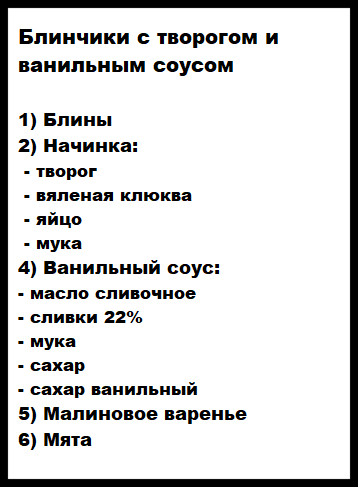 Блинчики с творогом и
ванильным соусом
1) Блины
2) Начинка:
- творог
- вяленая клюква
- яйцо
- мука
4) Ванильный соус:
- масло сливочное
- сливки 22%
- мука
- сахар
- сахар ванильный
5) Малиновое варенье
6) Мята